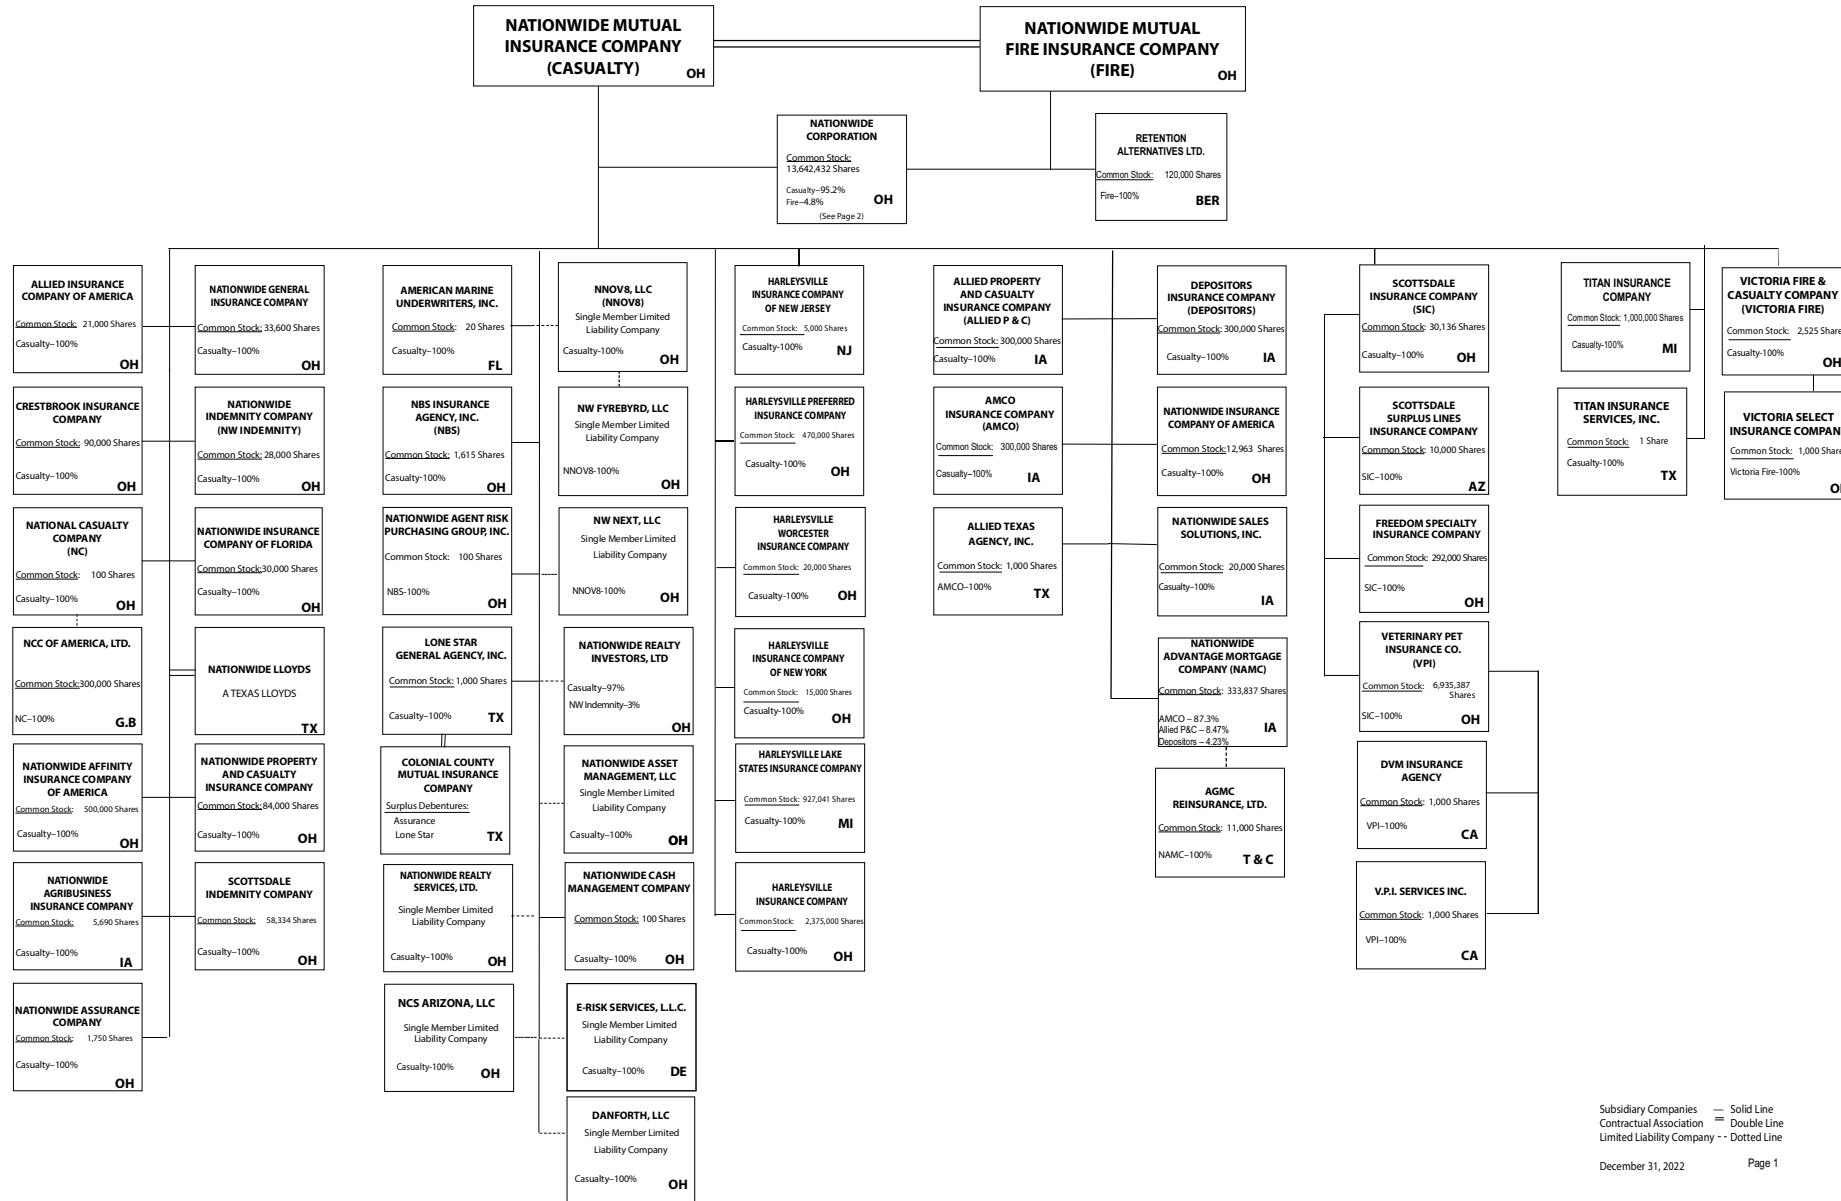 NATIONWIDE MUTUAL
INSURANCE COMPANY
(CASUALTY)
OH
NATIONWIDE MUTUAL
FIRE INSURANCE COMPANY
(FIRE)
OH
NATIONWIDE
CORPORATION
Common Stock:
13,642,432 Shares
Casualty–95.2%
Fire–4.8%
OH
(See Page 2)
RETENTION
ALTERNATIVES LTD.
Common Stock: 120,000 Shares
Fire–100%
BER
ALLIED INSURANCE
COMPANY OF AMERICA
Common Stock: 21,000 Shares
Casualty–100%
OH
CRESTBROOK INSURANCE
COMPANY
Common Stock: 90,000 Shares
Casualty–100%
OH
NATIONAL CASUALTY
COMPANY
(NC)
Common Stock: 100 Shares
Casualty–100%
OH
NCC OF AMERICA, LTD.
Common Stock:300,000 Shares
NC–100%
G.B
NATIONWIDE AFFINITY
INSURANCE COMPANY
OF AMERICA
Common Stock: 500,000 Shares
Casualty–100%
OH
NATIONWIDE
AGRIBUSINESS
INSURANCE COMPANY
Common Stock: 5,690 Shares
Casualty–100%
IA
NATIONWIDE ASSURANCE
COMPANY
Common Stock: 1,750 Shares
Casualty–100%
OH
NATIONWIDE GENERAL
INSURANCE COMPANY
Common Stock: 33,600 Shares
Casualty–100%
OH
NATIONWIDE
INDEMNITY COMPANY
(NW INDEMNITY)
Common Stock: 28,000 Shares
Casualty–100%
OH
NATIONWIDE INSURANCE
COMPANY OF FLORIDA
Common Stock:30,000 Shares
Casualty–100%
OH
NATIONWIDE LLOYDS
A TEXAS LLOYDS
TX
NATIONWIDE PROPERTY
AND CASUALTY
INSURANCE COMPANY
Common Stock:84,000 Shares
Casualty–100%
OH
SCOTTSDALE
INDEMNITY COMPANY
Common Stock: 58,334 Shares
Casualty–100%
OH
AMERICAN MARINE
UNDERWRITERS, INC.
Common Stock: 20 Shares
Casualty–100%
FL
NBS INSURANCE
AGENCY, INC.
(NBS)
Common Stock: 1,615 Shares
Casualty-100%
OH
NATIONWIDE AGENT RISK
PURCHASING GROUP, INC.
Common Stock: 100 Shares
NBS-100%
OH
LONE STAR
GENERAL AGENCY, INC.
Common Stock: 1,000 Shares
Casualty–100%
TX
COLONIAL COUNTY
MUTUAL INSURANCE
COMPANY
Surplus Debentures:
Assurance
Lone Star
TX
NATIONWIDE REALTY
SERVICES, LTD.
Single Member Limited
Liability Company
Casualty–100%
OH
NCS ARIZONA, LLC
Single Member Limited
Liability Company
Casualty-100%
OH
NNOV8, LLC
(NNOV8)
Single Member Limited
Liability Company
Casualty-100%
OH
NW FYREBYRD, LLC
Single Member Limited
Liability Company
NNOV8-100%
OH
NW NEXT, LLC
Single Member Limited
Liability Company
NNOV8-100%
OH
NATIONWIDE REALTY
INVESTORS, LTD
Casualty–97%
NW Indemnity–3%
OH
NATIONWIDE ASSET
MANAGEMENT, LLC
Single Member Limited
Liability Company
Casualty–100%
OH
NATIONWIDE CASH
MANAGEMENT COMPANY
Common Stock: 100 Shares
Casualty–100%
OH
E-RISK SERVICES, L.L.C.
Single Member Limited
Liability Company
Casualty–100%
DE
DANFORTH, LLC
Single Member Limited
Liability Company
Casualty–100%
OH
HARLEYSVILLE
INSURANCE COMPANY
OF NEW JERSEY
Common Stock: 5,000 Shares
Casualty-100%
NJ
HARLEYSVILLE PREFERRED
INSURANCE COMPANY
Common Stock: 470,000 Shares
Casualty-100%
OH
HARLEYSVILLE
WORCESTER
INSURANCE COMPANY
Common Stock: 20,000 Shares
Casualty-100%
OH
HARLEYSVILLE
INSURANCE COMPANY
OF NEW YORK
Common Stock: 15,000 Shares
Casualty-100%
OH
HARLEYSVILLE LAKE
STATES INSURANCE COMPANY
Common Stock: 927,041 Shares
Casualty-100%
MI
HARLEYSVILLE
INSURANCE COMPANY
Common Stock: 2,375,000 Shares
Casualty-100%
OH
ALLIED PROPERTY
AND CASUALTY
INSURANCE COMPANY
(ALLIED P & C)
Common Stock:300,000 Shares
Casualty–100%
IA
AMCO
INSURANCE COMPANY
(AMCO)
Common Stock: 300,000 Shares
Casualty–100%
IA
ALLIED TEXAS
AGENCY, INC.
Common Stock: 1,000 Shares
AMCO–100%
TX
DEPOSITORS
INSURANCE COMPANY
(DEPOSITORS)
Common Stock: 300,000 Shares
Casualty–100%
IA
NATIONWIDE INSURANCE
COMPANY OF AMERICA
Common Stock:12,963 Shares
Casualty–100%
OH
NATIONWIDE SALES
SOLUTIONS, INC.
Common Stock: 20,000 Shares
Casualty–100%
IA
NATIONWIDE
ADVANTAGE MORTGAGE
COMPANY (NAMC)
Common Stock: 333,837 Shares
AMCO – 87.3%
Allied P&C – 8.47%
Depositors – 4.23%
IA
AGMC
REINSURANCE, LTD.
Common Stock: 11,000 Shares
NAMC–100%
T & C
SCOTTSDALE
INSURANCE COMPANY
(SIC)
Common Stock: 30,136 Shares
Casualty–100%
OH
SCOTTSDALE
SURPLUS LINES
INSURANCE COMPANY
Common Stock: 10,000 Shares
SIC–100%
AZ
FREEDOM SPECIALTY
INSURANCE COMPANY
Common Stock: 292,000 Shares
SIC–100%
OH
VETERINARY PET
INSURANCE CO.
(VPI)
Common Stock: 6,935,387
Shares
SIC–100%
OH
DVM INSURANCE
AGENCY
Common Stock: 1,000 Shares
VPI–100%
CA
V.P.I. SERVICES INC.
Common Stock: 1,000 Shares
VPI–100%
CA
TITAN INSURANCE
COMPANY
Common Stock: 1,000,000 Shares
Casualty-100%
MI
TITAN INSURANCE
SERVICES, INC.
Common Stock: 1 Share
Casualty-100%
TX
VICTORIA FIRE &
CASUALTY COMPANY
(VICTORIA FIRE)
Common Stock: 2,525 Share
Casualty-100%
OH
VICTORIA SELECT
INSURANCE COMPAN
Common Stock: 1,000 Share
Victoria Fire-100%
Subsidiary Companies — Solid Line
Contractual Association = Double Line
Limited Liability Company -- Dotted Line
December 31, 2022
Page 1